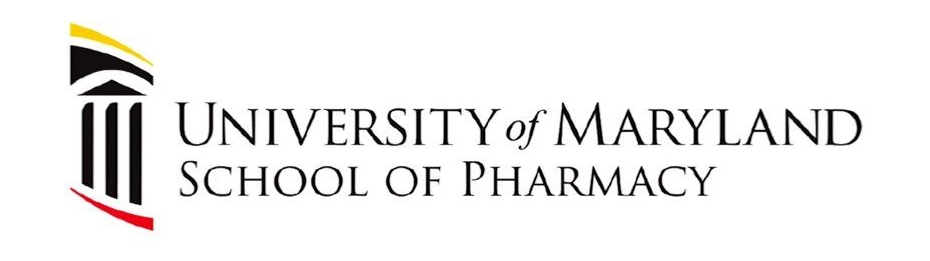 UNIVERSITY of MARYLAND
SCHOOL OF PHARMACY